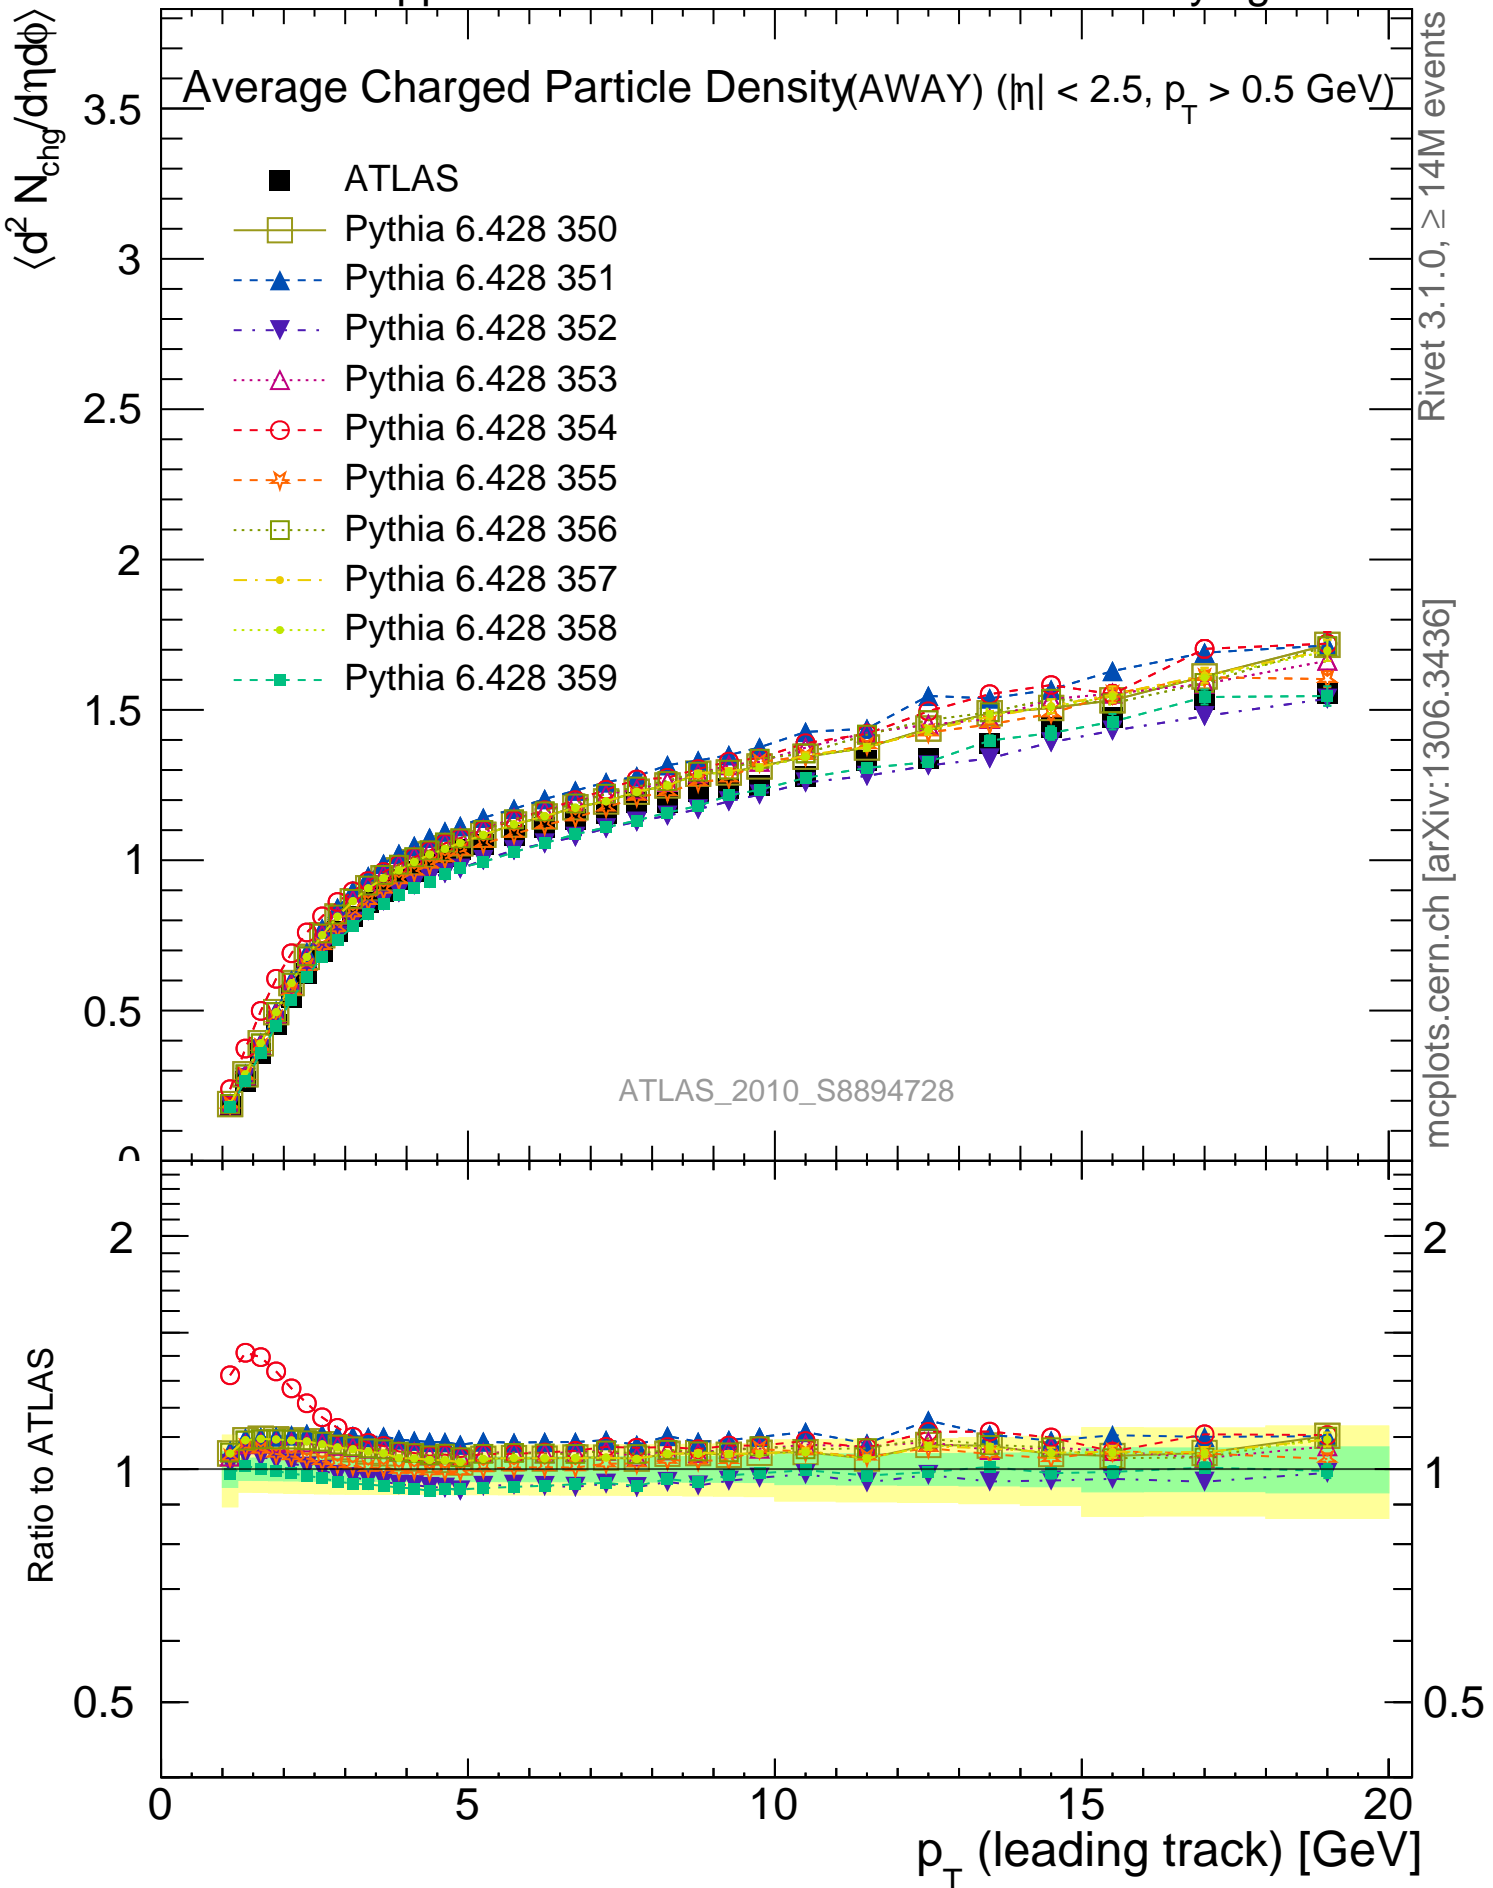 Average Charged Particle Density(AWAY) (|η| < 2.5, p_T > 0.5 GeV)
⟨d² N_chg/dηdϕ⟩
3.5
3
2.5
2
1.5
1
0.5
0
ATLAS
Pythia 6.428 350
Pythia 6.428 351
Pythia 6.428 352
Pythia 6.428 353
Pythia 6.428 354
Pythia 6.428 355
Pythia 6.428 356
Pythia 6.428 357
Pythia 6.428 358
Pythia 6.428 359
ATLAS_2010_S8894728
Rivet 3.1.0, ≥ 14M events
mcplots.cern.ch [arXiv:1306.3436]
Ratio to ATLAS
2
1
0.5
2
1
0.5
0
5
10
15
20
p_T (leading track) [GeV]